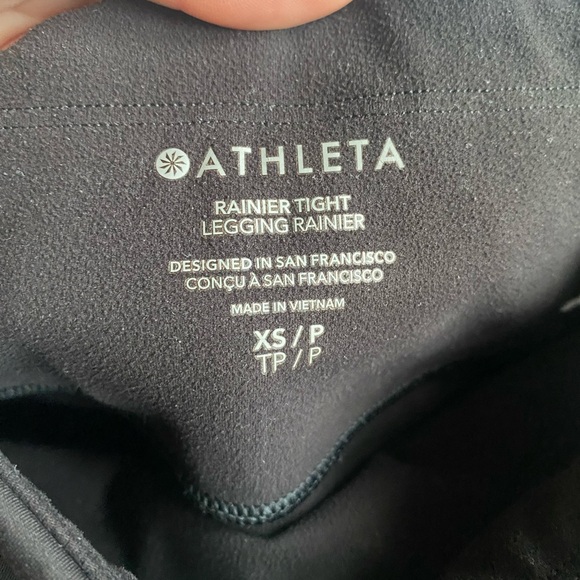 ATHLETA
RAINIER TIGHT
LEGGING RAINIER
DESIGNED IN SAN FRANCISCO
CONÇU À SAN FRANCISCO
MADE IN VIETNAM
XS / P
TP / P